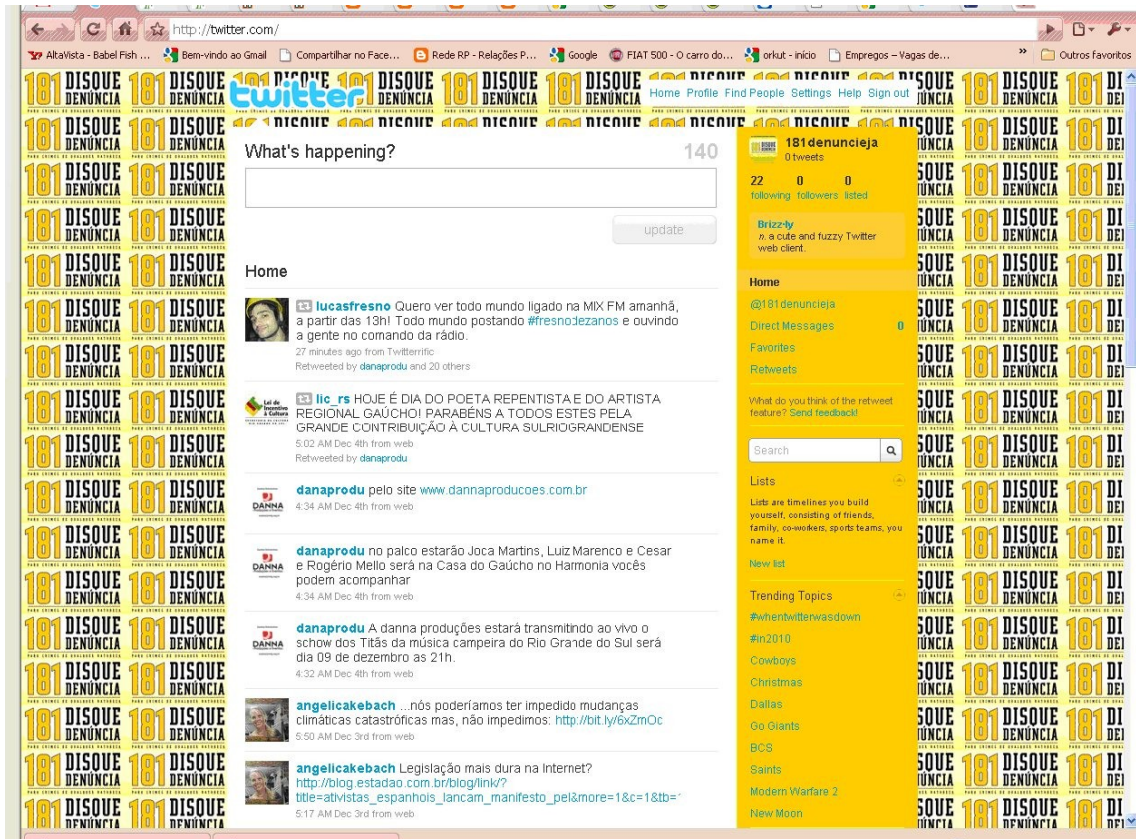 http://twitter.com/
AltaVista - Babel Fish ...
Bem-vindo ao Gmail
Compartilhar no Face...
Rede RP - Relações P...
Google
FIAT 500 - O carro do...
orkut - início
Empregos – Vagas de...
»
Outros favoritos
181 DISQUE DENÚNCIA
twitter
Home Profile Find People Settings Help Sign out
What's happening?
140
update
Home
lucasfresno Quero ver todo mundo ligado na MIX FM amanhã,
a partir das 13h! Todo mundo postando #fresnodezanos e ouvindo
a gente no comando da rádio.
27 minutes ago from Twitterrific
Retweeted by danaprodu and 20 others
Lei de
Incentivo
à Cultura
lic_rs HOJE É DIA DO POETA REPENTISTA E DO ARTISTA
REGIONAL GAÚCHO! PARABÉNS A TODOS ESTES PELA
GRANDE CONTRIBUIÇÃO À CULTURA SULRIOGRANDENSE
5:02 AM Dec 4th from web
Retweeted by danaprodu
DANNA
danaprodu pelo site www.dannaproducoes.com.br
4:34 AM Dec 4th from web
DANNA
danaprodu no palco estarão Joca Martins, Luiz Marenco e Cesar
e Rogério Mello será na Casa do Gaúcho no Harmonia vocês
podem acompanhar
4:34 AM Dec 4th from web
DANNA
danaprodu A danna produções estará transmitindo ao vivo o
schow dos Titãs da música campeira do Rio Grande do Sul será
dia 09 de dezembro as 21h.
4:32 AM Dec 4th from web
angelicakebach ...nós poderíamos ter impedido mudanças
climáticas catastróficas mas, não impedimos: http://bit.ly/6xZmOc
5:50 AM Dec 3rd from web
angelicakebach Legislação mais dura na Internet?
http://blog.estadao.com.br/blog/link/?
title=ativistas_espanhois_lancam_manifesto_pel&more=1&c=1&tb=
5:17 AM Dec 3rd from web
181denuncieja
0 tweets
22 0 0
following followers listed
Brizz·ly
n. a cute and fuzzy Twitter
web client.
Home
@181denuncieja
Direct Messages 0
Favorites
Retweets
What do you think of the retweet
feature? Send feedback!
Search
Lists
Lists are timelines you build
yourself, consisting of friends,
family, co-workers, sports teams, you
name it.
New list
Trending Topics
#whentwitterwasdown
#in2010
Cowboys
Christmas
Dallas
Go Giants
BCS
Saints
Modern Warfare 2
New Moon